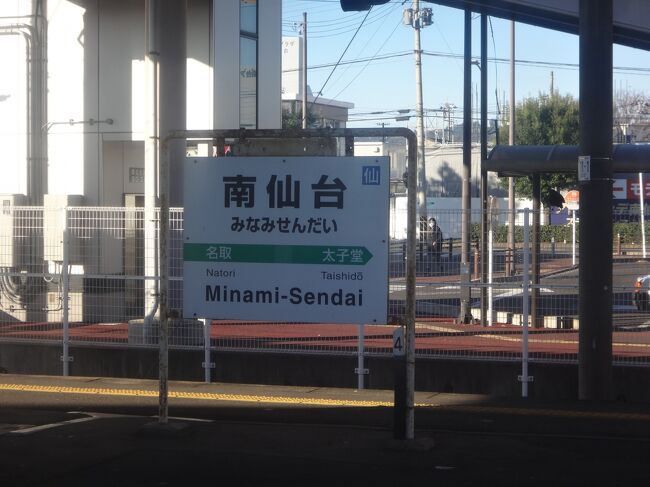 南仙台
仙
みなみせんだい
名取 太子堂
Natori Taishidō
Minami-Sendai
4